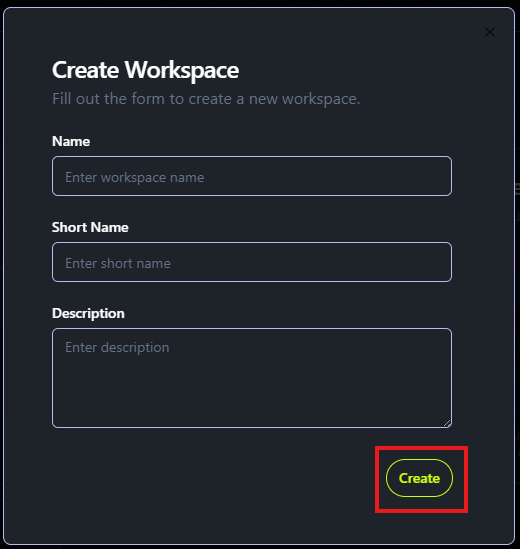 Create Workspace
Fill out the form to create a new workspace.
Name
Enter workspace name
Short Name
Enter short name
Description
Enter description
Create